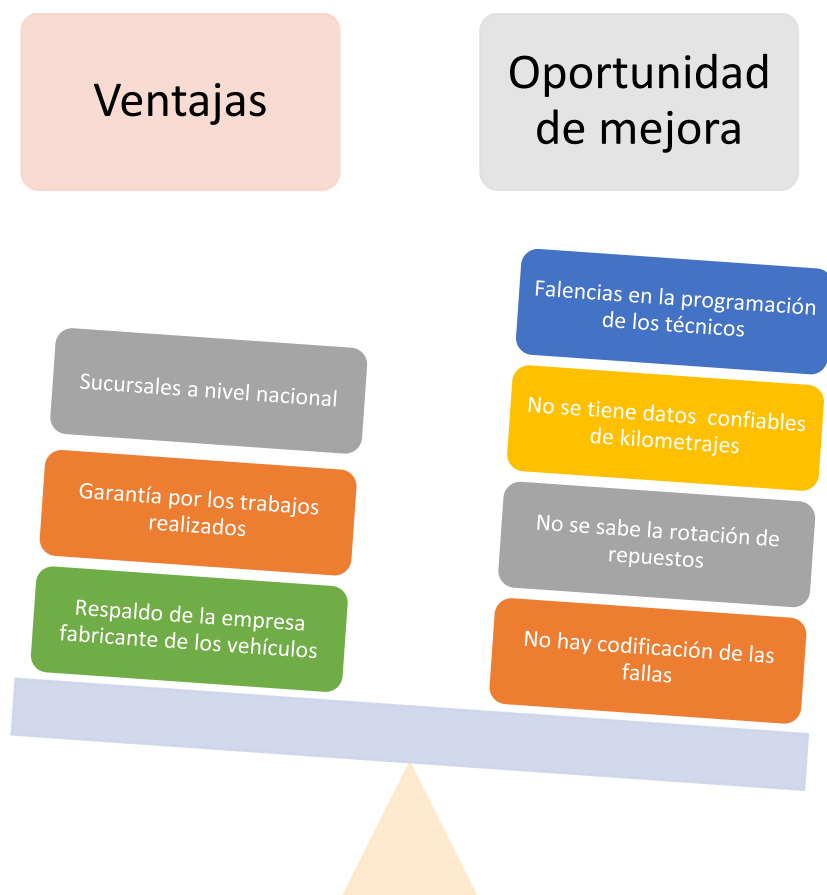 Ventajas
Oportunidad
de mejora
Sucursales a nivel nacional
Garantía por los trabajos
realizados
Respaldo de la empresa
fabricante de los vehículos
Falencias en la programación
de los técnicos
No se tiene datos  confiables
de kilometrajes
No se sabe la rotación de
repuestos
No hay codificación de las
fallas